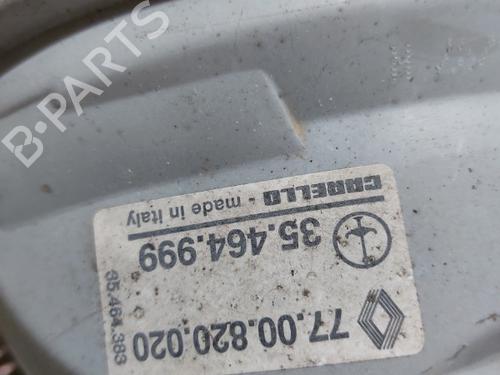 B-PARTS
CARELLO - made in italy
35.464.999
77.00.820.020
35.464.383